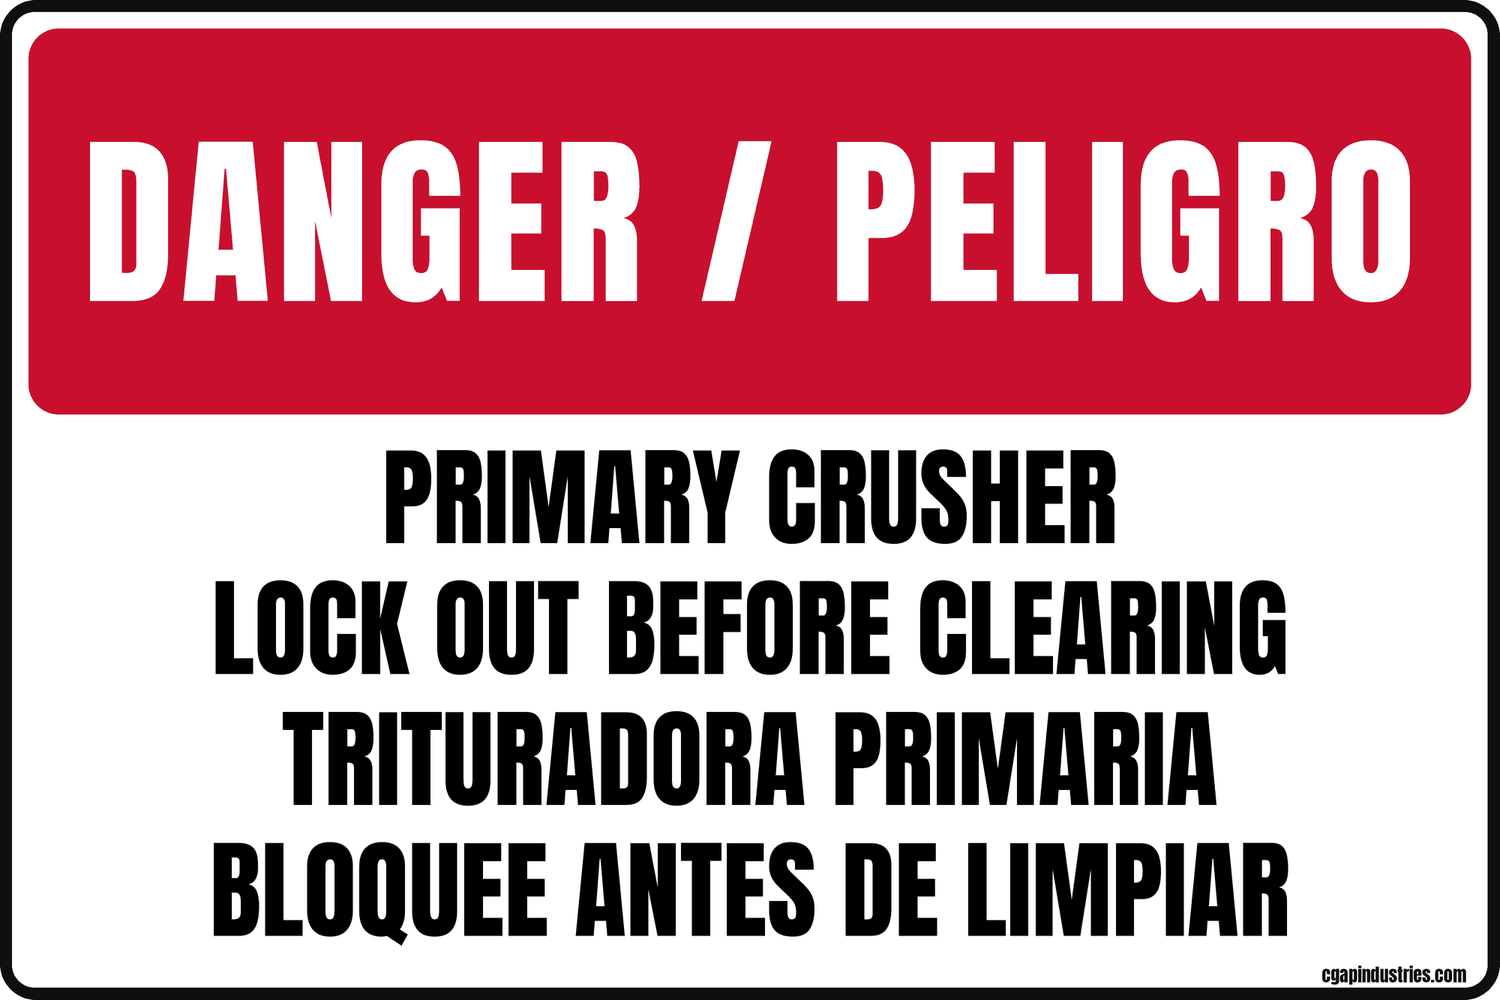 DANGER / PELIGRO
PRIMARY CRUSHER
LOCK OUT BEFORE CLEARING
TRITURADORA PRIMARIA
BLOQUEE ANTES DE LIMPIAR
cgapindustries.com